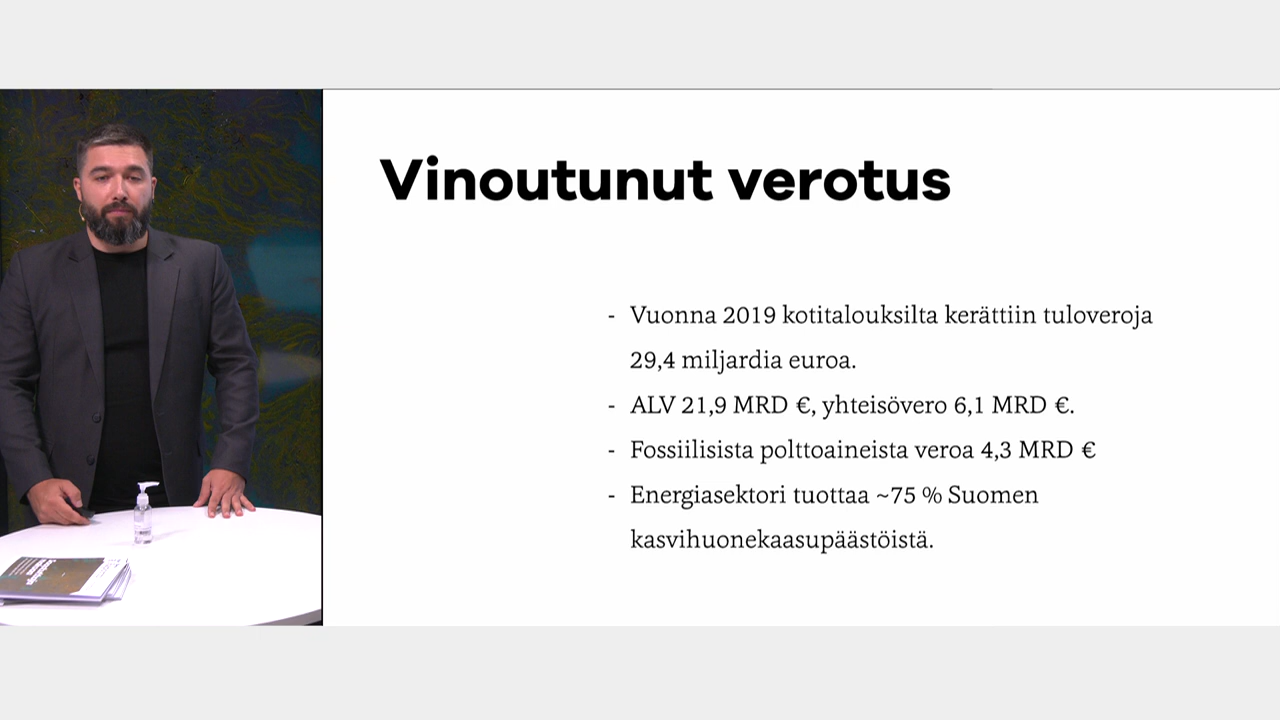 Vinoutunut verotus
- Vuonna 2019 kotitalouksilta kerättiin tuloveroja
29,4 miljardia euroa.
- ALV 21,9 MRD €, yhteisövero 6,1 MRD €.
- Fossiilisista polttoaineista veroa 4,3 MRD €
- Energiasektori tuottaa ~75 % Suomen
kasvihuonekaasupäästöistä.